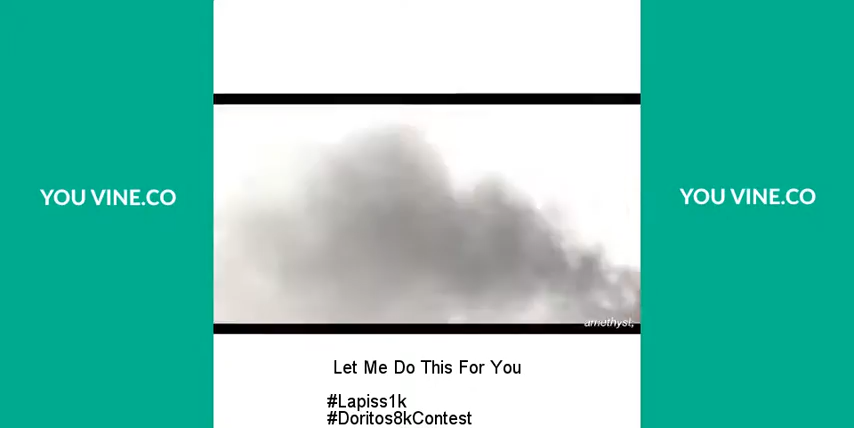 YOU VINE.CO
YOU VINE.CO
amethyst;
Let Me Do This For You
#Lapiss1k
#Doritos8kContest